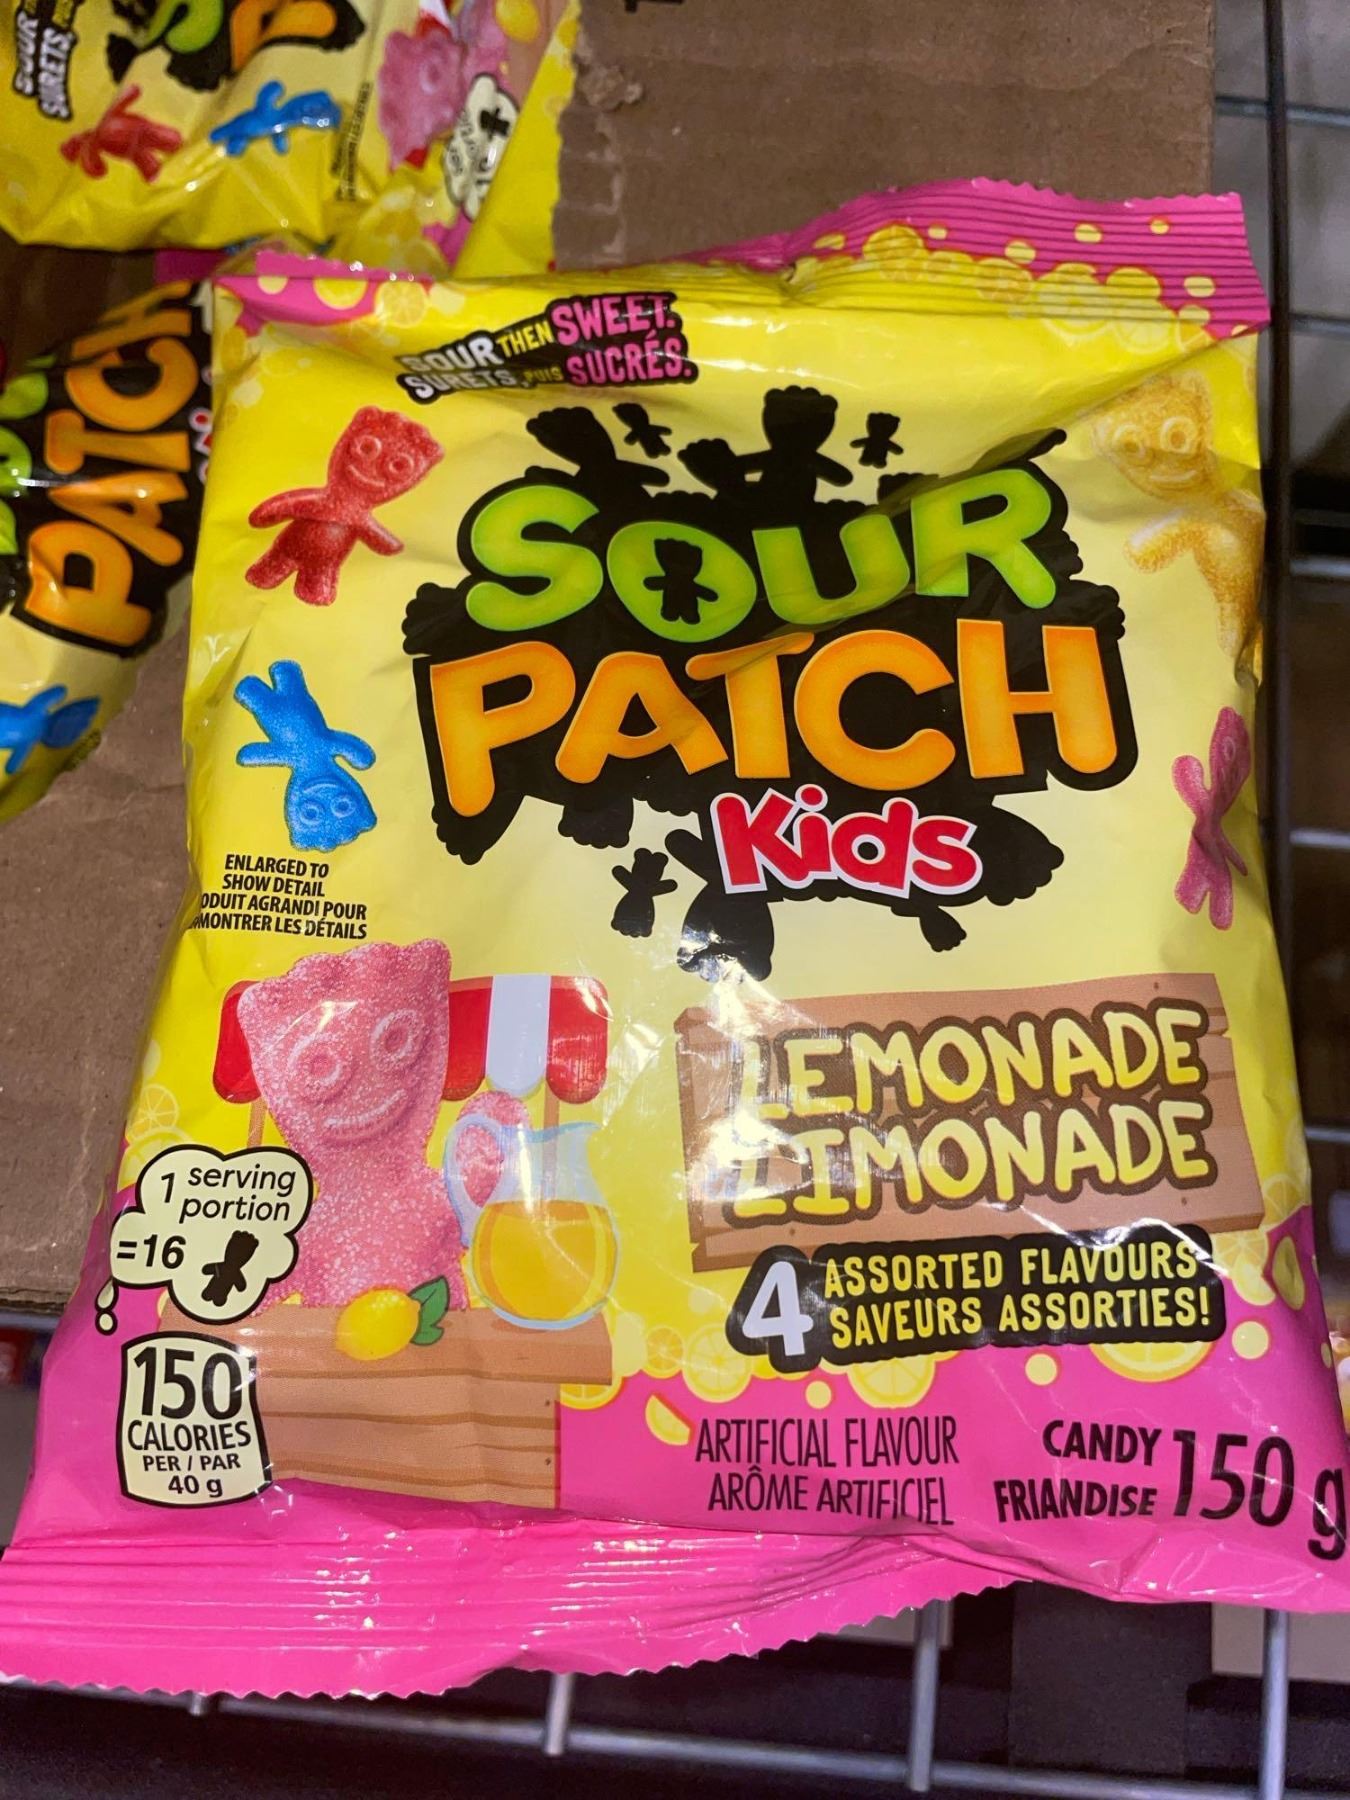 SOUR
SURETS
PATCH
SOUR THEN SWEET.
SURETS PUIS SUCRÉS.
SOUR
PATCH
Kids
ENLARGED TO
SHOW DETAIL
ODUIT AGRANDI POUR
MONTRER LES DÉTAILS
LEMONADE
LIMONADE
4 ASSORTED FLAVOURS
SAVEURS ASSORTIES!
1 serving
portion
=16
150
CALORIES
PER / PAR
40 g
ARTIFICIAL FLAVOUR
ARÔME ARTIFICIEL
CANDY
FRIANDISE
150 g